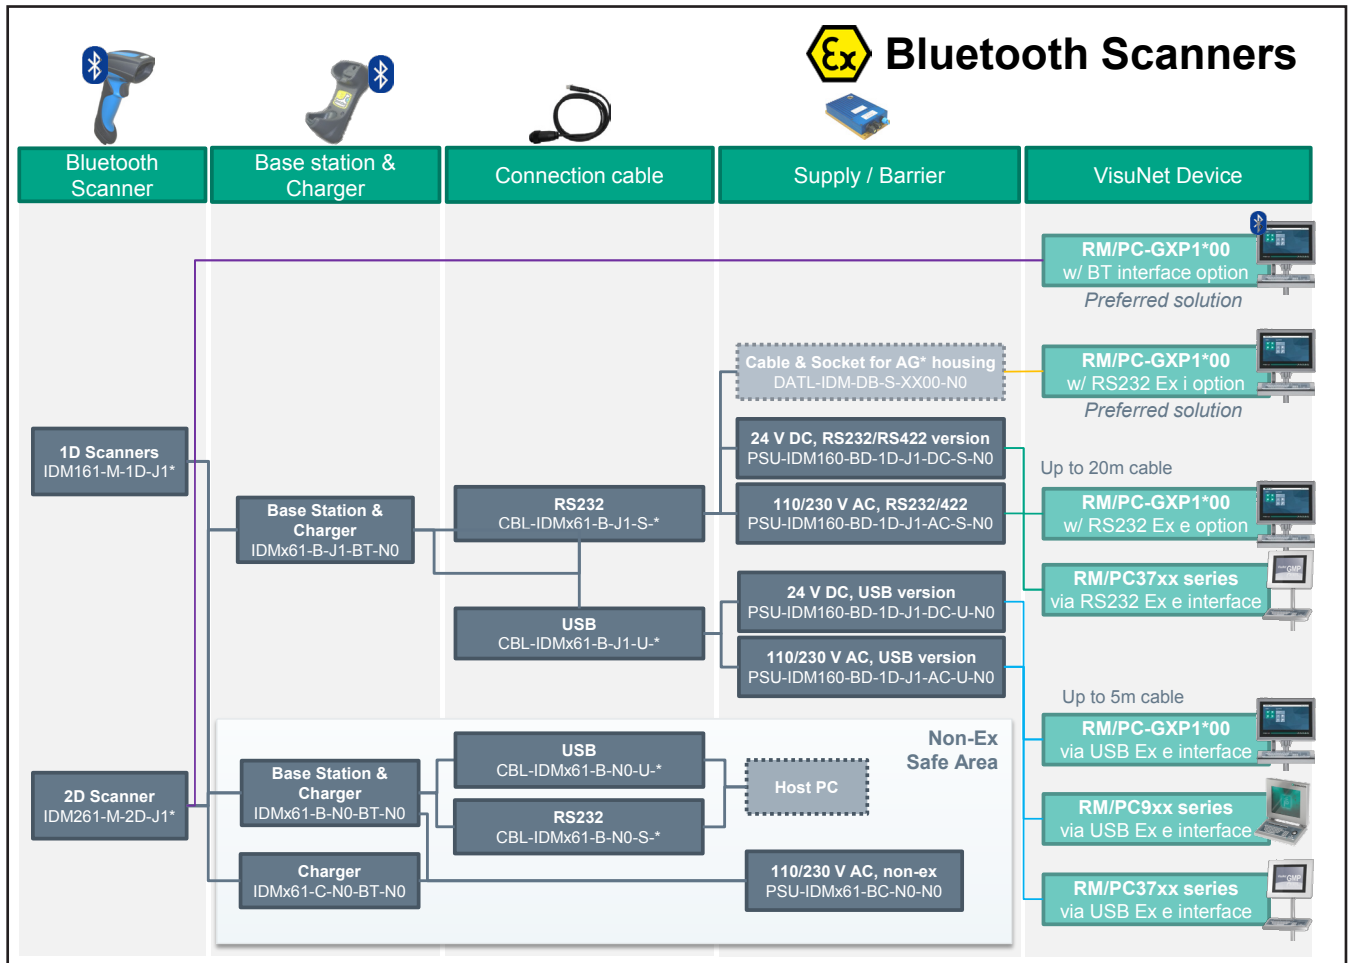 Ex Bluetooth Scanners
Bluetooth
Scanner
Base station &
Charger
Connection cable
Supply / Barrier
VisuNet Device
RM/PC-GXP1*00
w/ BT interface option
Preferred solution
Cable & Socket for AG* housing
DATL-IDM-DB-S-XX00-N0
RM/PC-GXP1*00
w/ RS232 Ex i option
Preferred solution
1D Scanners
IDM161-M-1D-J1*
24 V DC, RS232/RS422 version
PSU-IDM160-BD-1D-J1-DC-S-N0
Up to 20m cable
Base Station &
Charger
IDMx61-B-J1-BT-N0
RS232
CBL-IDMx61-B-J1-S-*
110/230 V AC, RS232/422
PSU-IDM160-BD-1D-J1-AC-S-N0
RM/PC-GXP1*00
w/ RS232 Ex e option
24 V DC, USB version
PSU-IDM160-BD-1D-J1-DC-U-N0
RM/PC37xx series
via RS232 Ex e interface
GMP
USB
CBL-IDMx61-B-J1-U-*
110/230 V AC, USB version
PSU-IDM160-BD-1D-J1-AC-U-N0
Up to 5m cable
RM/PC-GXP1*00
via USB Ex e interface
Non-Ex
Safe Area
2D Scanner
IDM261-M-2D-J1*
Base Station &
Charger
IDMx61-B-N0-BT-N0
USB
CBL-IDMx61-B-N0-U-*
RS232
CBL-IDMx61-B-N0-S-*
Host PC
RM/PC9xx series
via USB Ex e interface
Charger
IDMx61-C-N0-BT-N0
110/230 V AC, non-ex
PSU-IDMx61-BC-N0-N0
RM/PC37xx series
via USB Ex e interface
GMP